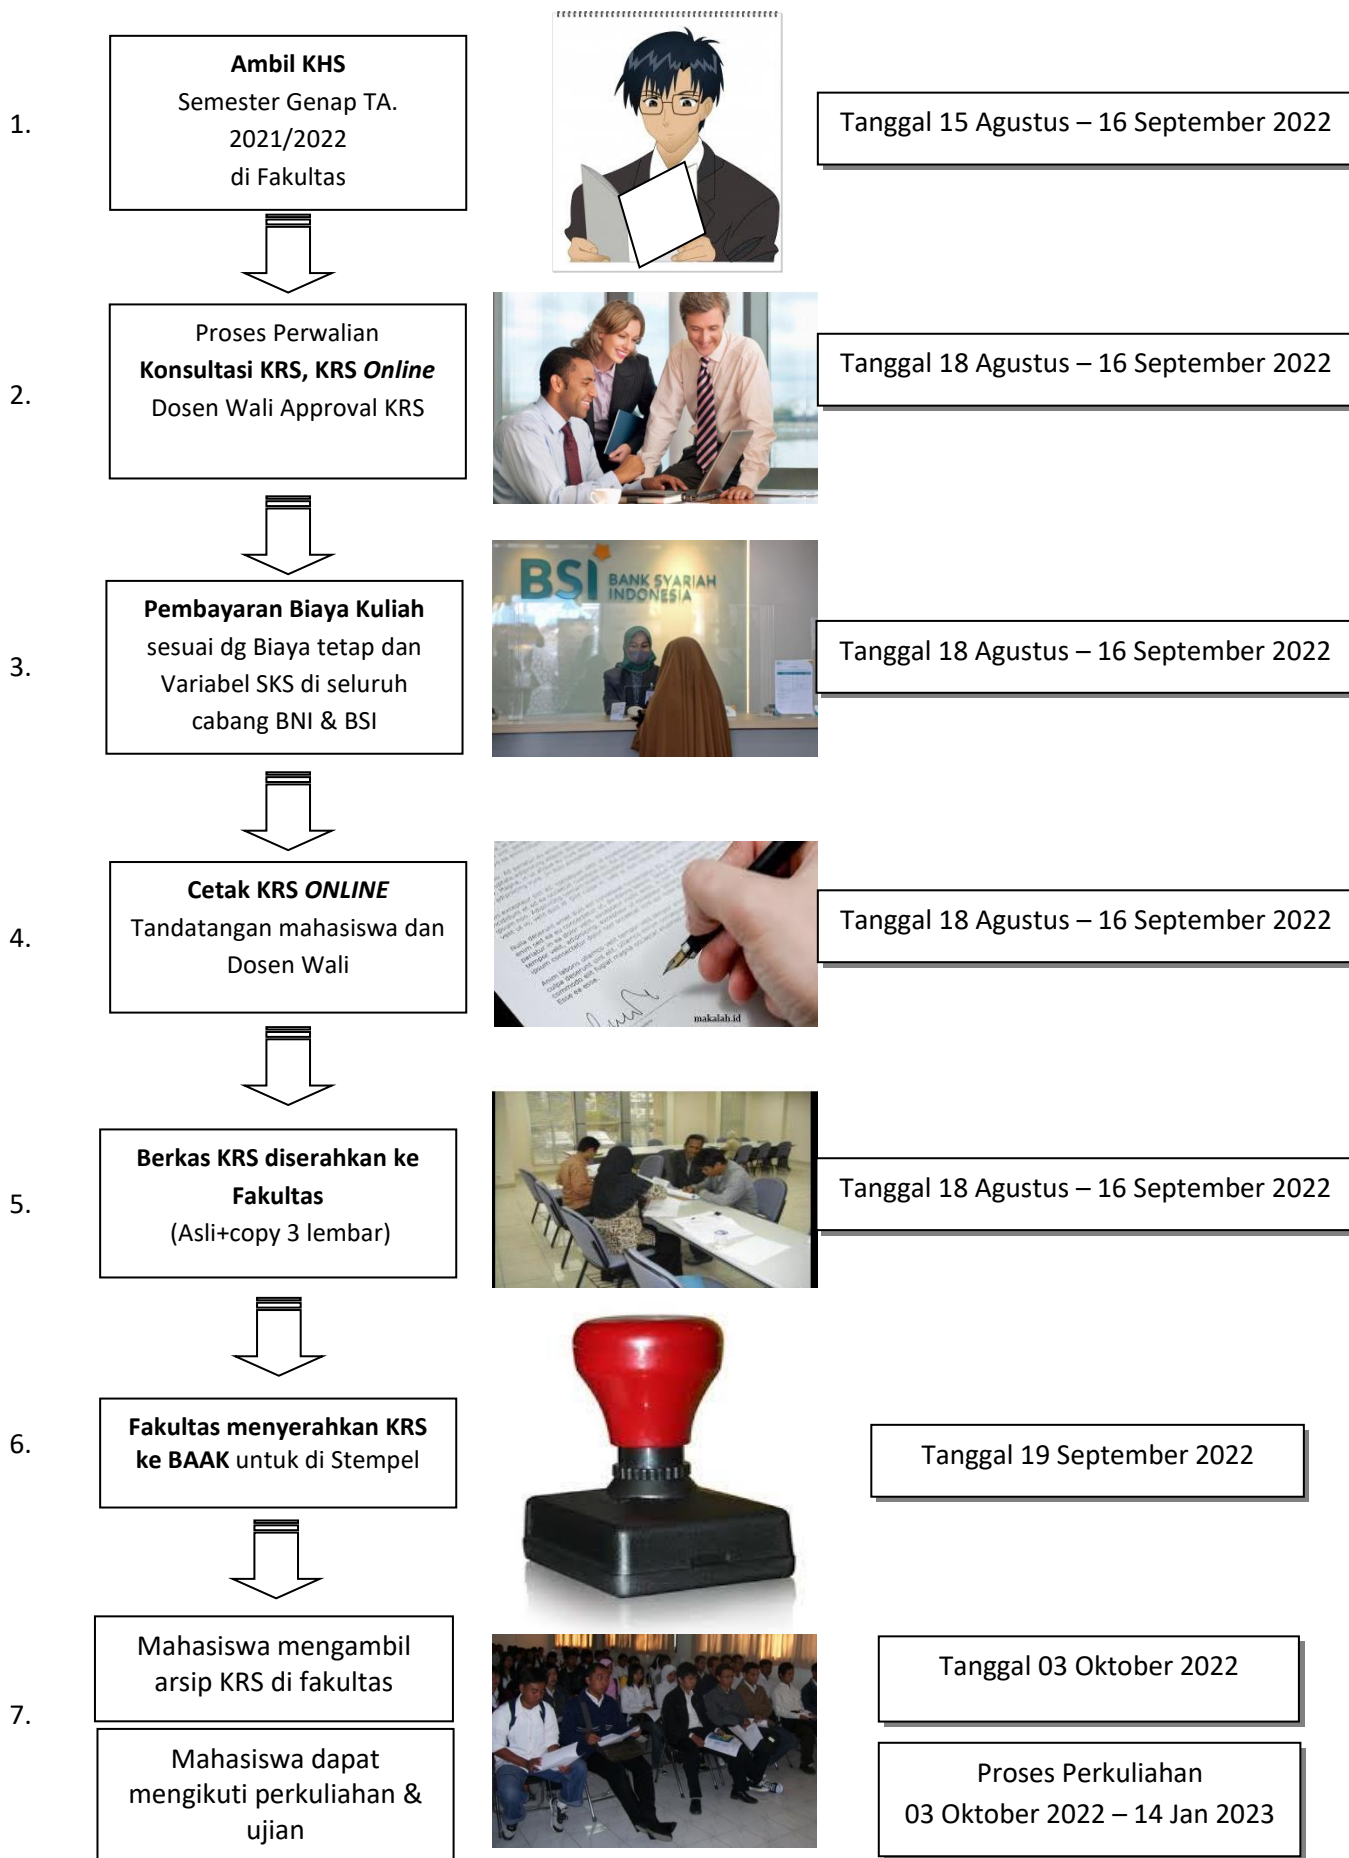 1.
Ambil KHS
Semester Genap TA.
2021/2022
di Fakultas
Tanggal 15 Agustus – 16 September 2022
2.
Proses Perwalian
Konsultasi KRS, KRS Online
Dosen Wali Approval KRS
Tanggal 18 Agustus – 16 September 2022
3.
Pembayaran Biaya Kuliah
sesuai dg Biaya tetap dan
Variabel SKS di seluruh
cabang BNI & BSI
BSI BANK SYARIAH
INDONESIA
Tanggal 18 Agustus – 16 September 2022
4.
Cetak KRS ONLINE
Tandatangan mahasiswa dan
Dosen Wali
makalah.id
Tanggal 18 Agustus – 16 September 2022
5.
Berkas KRS diserahkan ke
Fakultas
(Asli+copy 3 lembar)
Tanggal 18 Agustus – 16 September 2022
6.
Fakultas menyerahkan KRS
ke BAAK untuk di Stempel
Tanggal 19 September 2022
7.
Mahasiswa mengambil
arsip KRS di fakultas
Tanggal 03 Oktober 2022
Mahasiswa dapat
mengikuti perkuliahan &
ujian
Proses Perkuliahan
03 Oktober 2022 – 14 Jan 2023